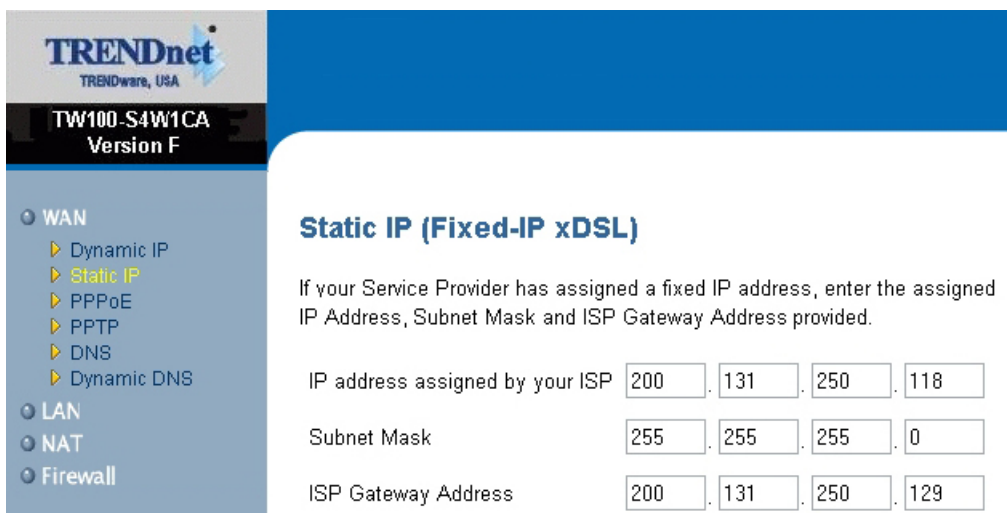 TRENDnet
TRENDware, USA
TW100-S4W1CA
Version F
WAN
Dynamic IP
Static IP
PPPoE
PPTP
DNS
Dynamic DNS
LAN
NAT
Firewall
Static IP (Fixed-IP xDSL)
If your Service Provider has assigned a fixed IP address, enter the assigned
IP Address, Subnet Mask and ISP Gateway Address provided.
IP address assigned by your ISP 200 . 131 . 250 . 118
Subnet Mask 255 . 255 . 255 . 0
ISP Gateway Address 200 . 131 . 250 . 129